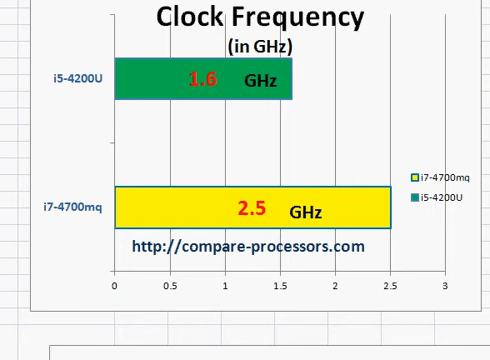 Clock Frequency
(in GHz)
i5-4200U
1.6 GHz
i7-4700mq
i5-4200U
i7-4700mq
2.5 GHz
http://compare-processors.com
0 0.5 1 1.5 2 2.5 3